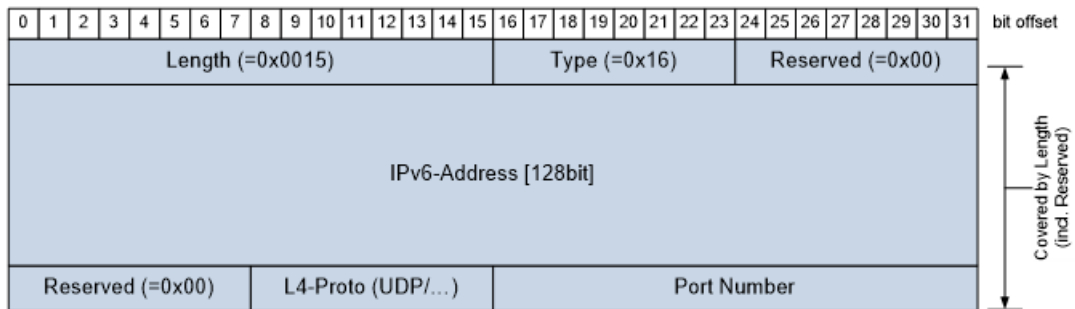 0 1 2 3 4 5 6 7 8 9 10 11 12 13 14 15 16 17 18 19 20 21 22 23 24 25 26 27 28 29 30 31 bit offset
Length (=0x0015) Type (=0x16) Reserved (=0x00)
IPv6-Address [128bit]
Covered by Length
(incl. Reserved)
Reserved (=0x00) L4-Proto (UDP/...) Port Number